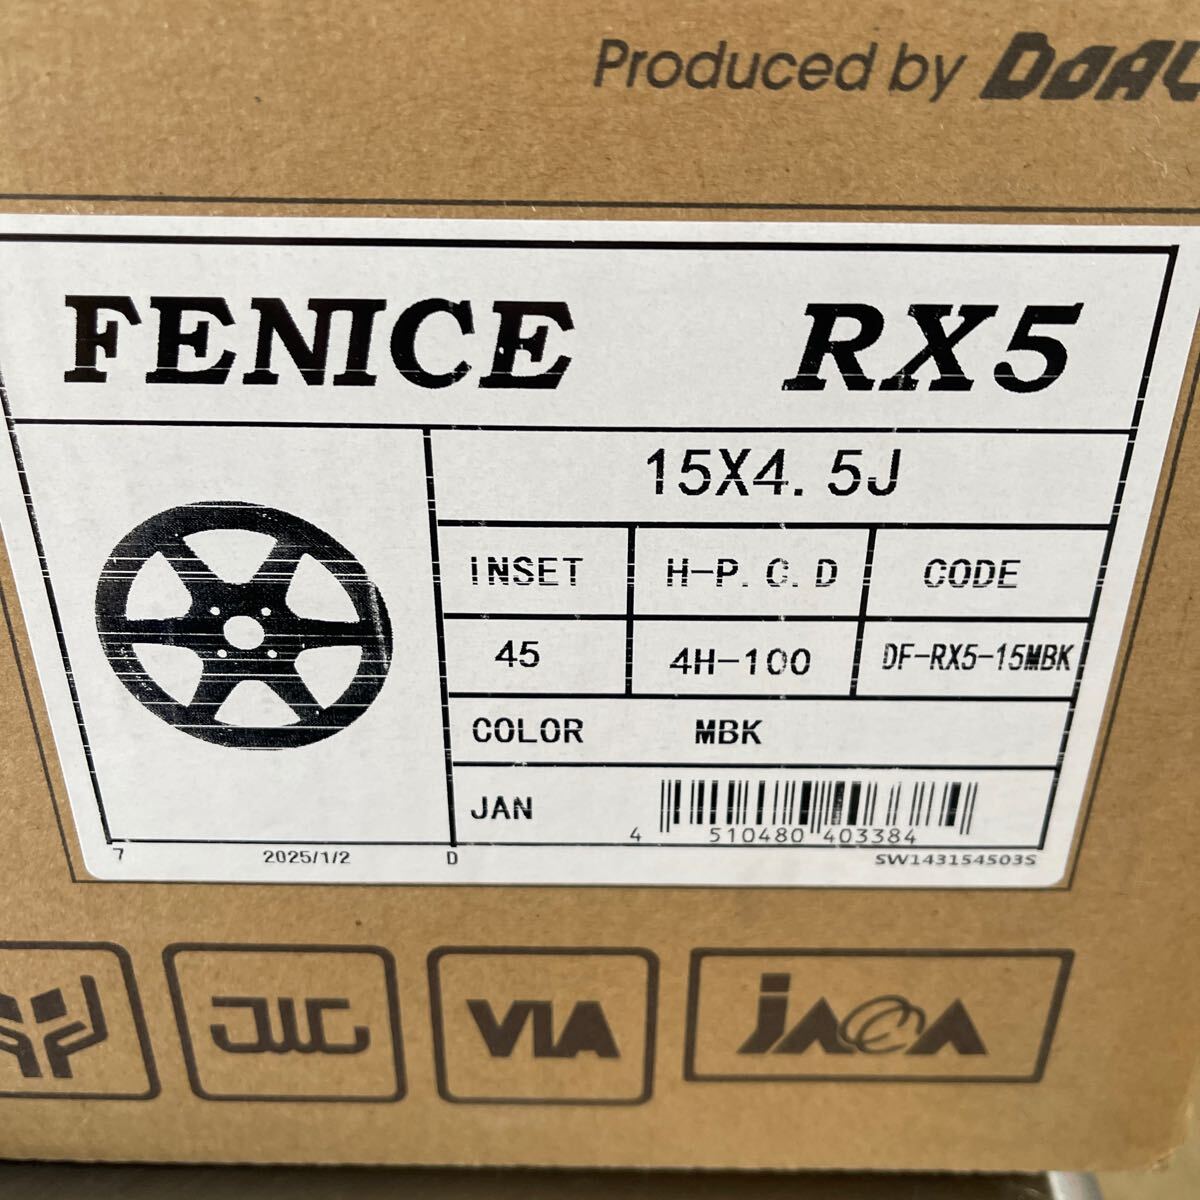 Produced by
FENICE RX5
15X4.5J
INSET H-P.C.D CODE
45 4H-100 DF-RX5-15MBK
COLOR MBK
JAN
4 510480 403384
7 2025/1/2 D SW143154503S
JWL
VIA
JAWA